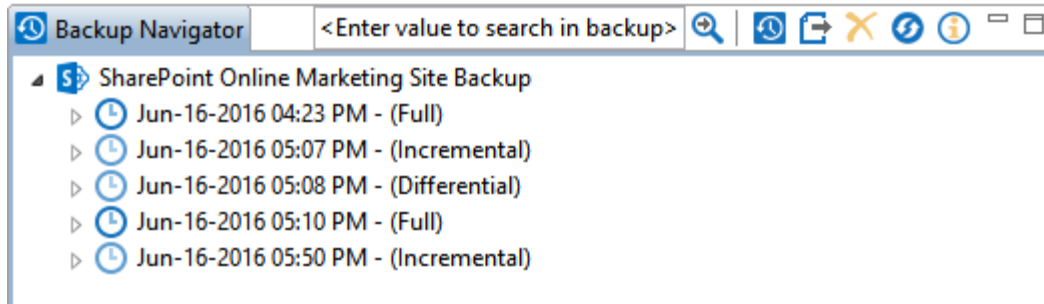 Backup Navigator <Enter value to search in backup>
SharePoint Online Marketing Site Backup
Jun-16-2016 04:23 PM - (Full)
Jun-16-2016 05:07 PM - (Incremental)
Jun-16-2016 05:08 PM - (Differential)
Jun-16-2016 05:10 PM - (Full)
Jun-16-2016 05:50 PM - (Incremental)